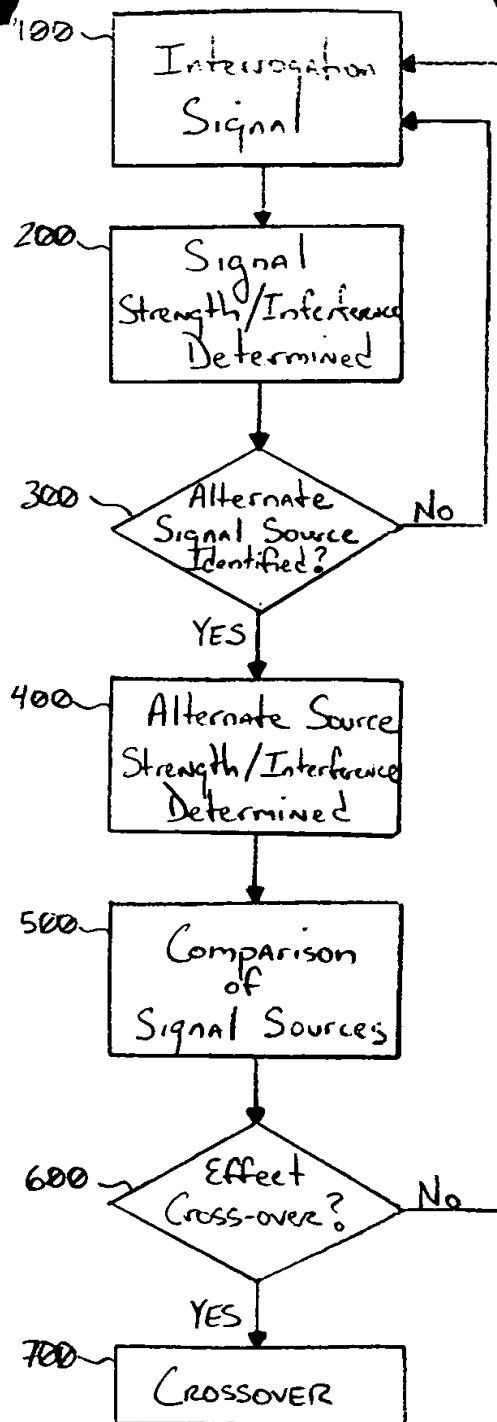 100
Interrogation
Signal
200
Signal
Strength/Interference
Determined
300
Alternate
Signal Source
Identified?
No
YES
400
Alternate Source
Strength/Interference
Determined
500
Comparison
of
Signal Sources
600
Effect
Cross-over?
No
YES
700
CROSSOVER